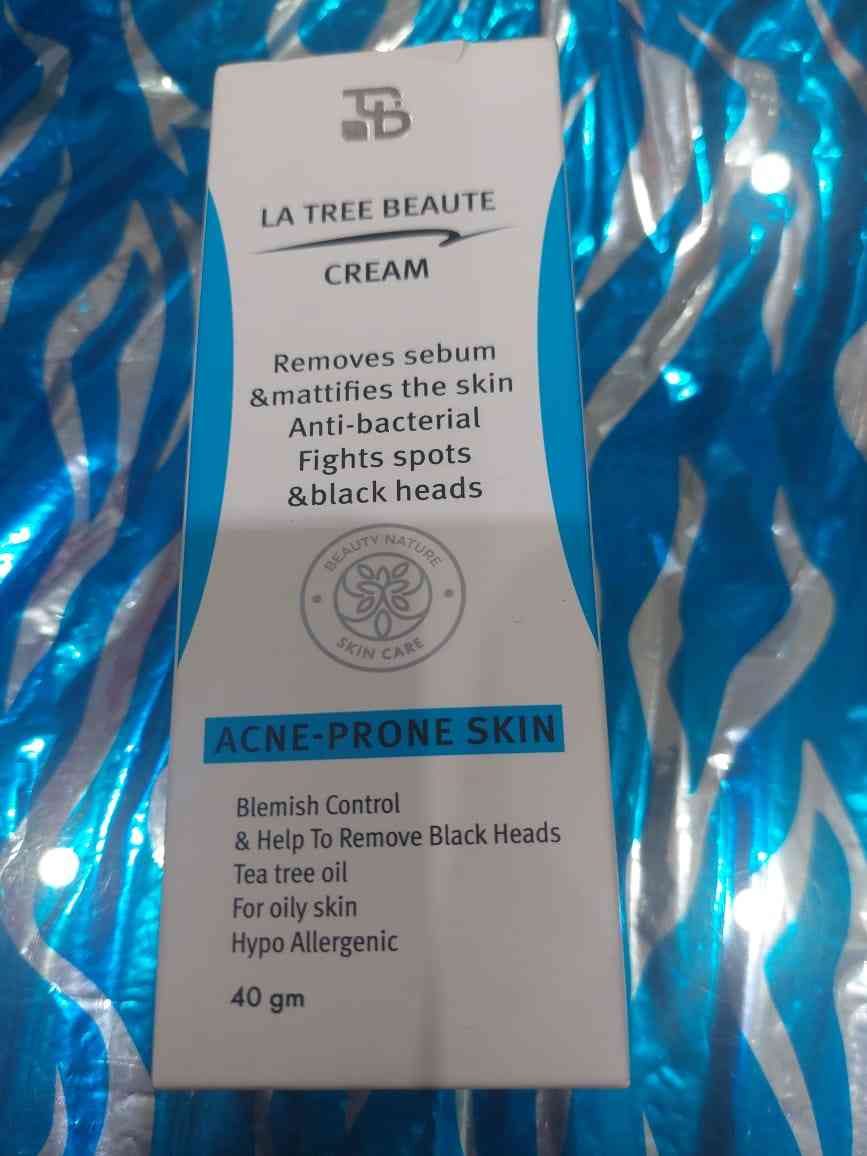 LA TREE BEAUTE
CREAM
Removes sebum
&mattifies the skin
Anti-bacterial
Fights spots
&black heads
BEAUTY NATURE
SKIN CARE
ACNE-PRONE SKIN
Blemish Control
& Help To Remove Black Heads
Tea tree oil
For oily skin
Hypo Allergenic
40 gm